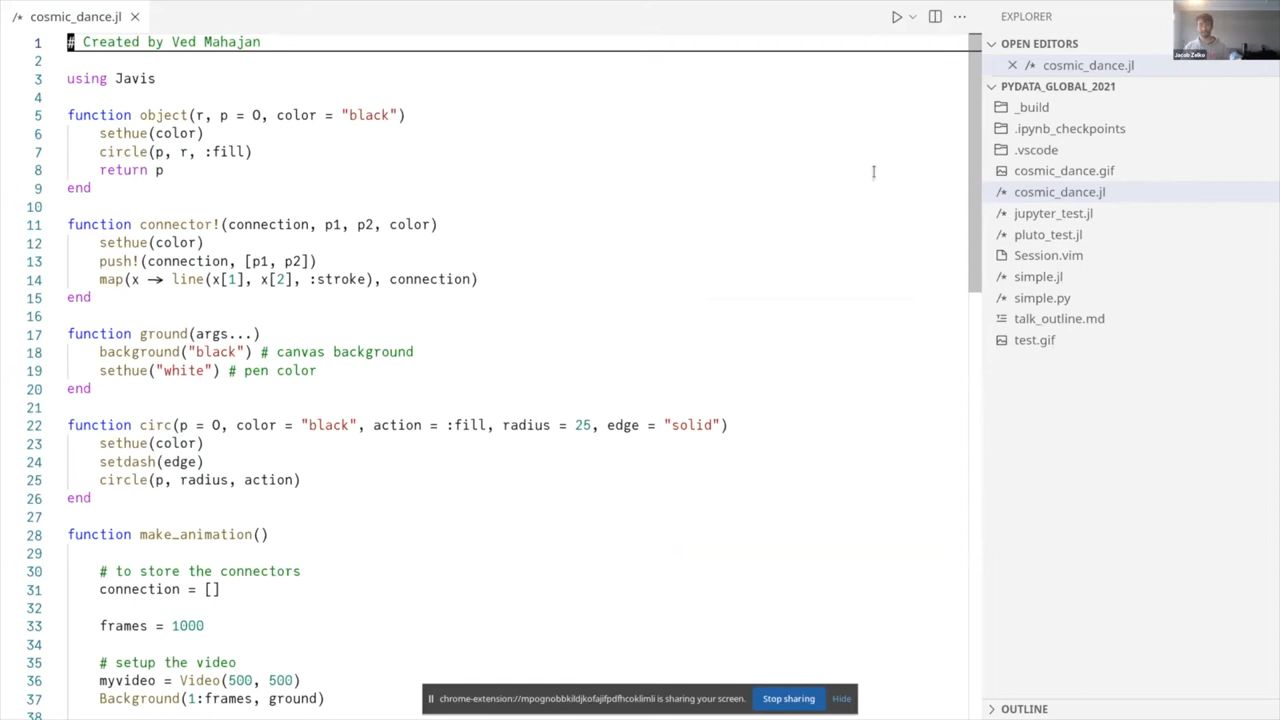 cosmic_dance.jl
EXPLORER
Jacob Zelko
1 # Created by Ved Mahajan
2
3 using Javis
4
5 function object(r, p = O, color = "black")
6 sethue(color)
7 circle(p, r, :fill)
8 return p
9 end
10
11 function connector!(connection, p1, p2, color)
12 sethue(color)
13 push!(connection, [p1, p2])
14 map(x → line(x[1], x[2], :stroke), connection)
15 end
16
17 function ground(args...)
18 background("black") # canvas background
19 sethue("white") # pen color
20 end
21
22 function circ(p = O, color = "black", action = :fill, radius = 25, edge = "solid")
23 sethue(color)
24 setdash(edge)
25 circle(p, radius, action)
26 end
27
28 function make_animation()
29
30 # to store the connectors
31 connection = []
32
33 frames = 1000
34
35 # setup the video
36 myvideo = Video(500, 500)
37 Background(1:frames, ground)
38
OPEN EDITORS
cosmic_dance.jl
PYDATA_GLOBAL_2021
_build
.ipynb_checkpoints
.vscode
cosmic_dance.gif
cosmic_dance.jl
jupyter_test.jl
pluto_test.jl
Session.vim
simple.jl
simple.py
talk_outline.md
test.gif
OUTLINE
chrome-extension://mpognobbkildjkofajifpdfhcoklimli is sharing your screen.
Stop sharing
Hide